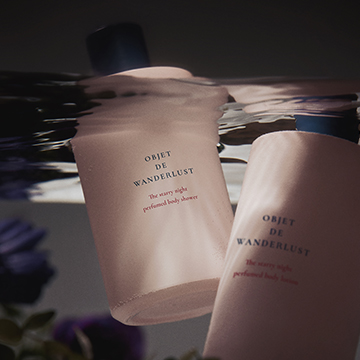 OBJET
DE
WANDERLUST
The starry night
perfumed body shower
OBJET
DE
WANDERLUST
The starry night
perfumed body lotion